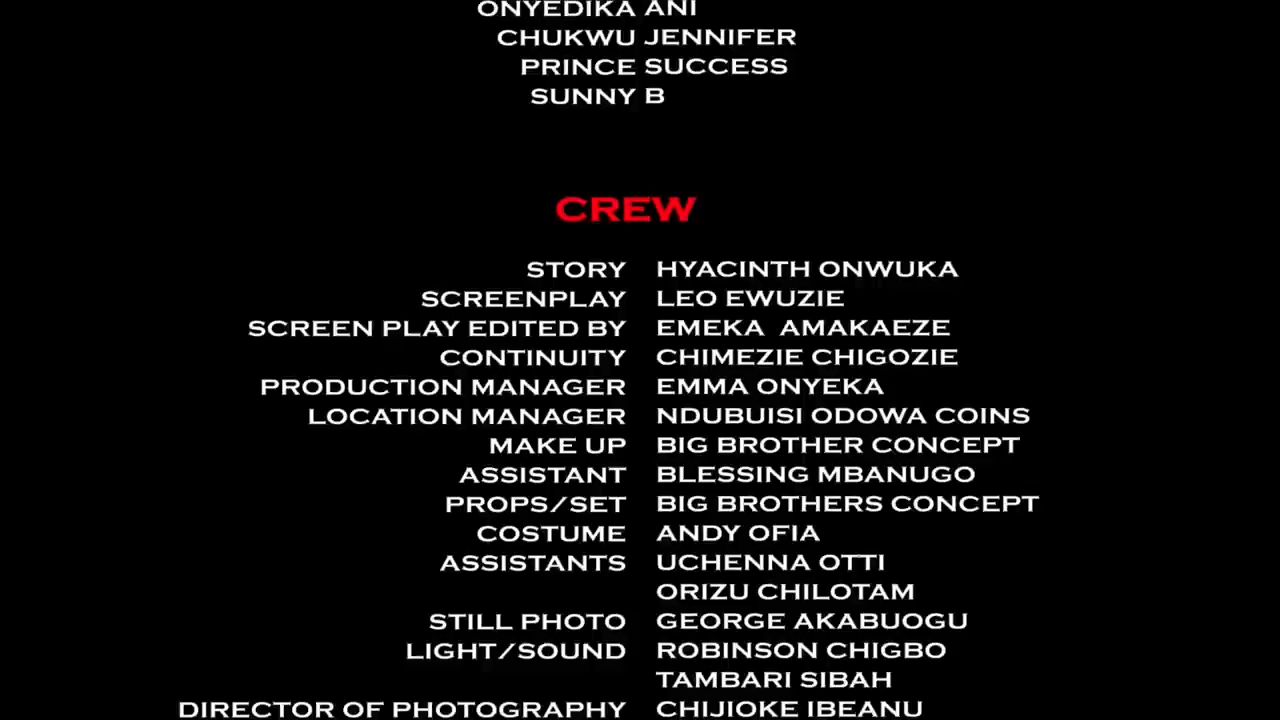 ONYEDIKA ANI
CHUKWU JENNIFER
PRINCE SUCCESS
SUNNY B
CREW
STORY HYACINTH ONWUKA
SCREENPLAY LEO EWUZIE
SCREEN PLAY EDITED BY EMEKA AMAKAEZE
CONTINUITY CHIMEZIE CHIGOZIE
PRODUCTION MANAGER EMMA ONYEKA
LOCATION MANAGER NDUBUISI ODOWA COINS
MAKE UP BIG BROTHER CONCEPT
ASSISTANT BLESSING MBANUGO
PROPS/SET BIG BROTHERS CONCEPT
COSTUME ANDY OFIA
ASSISTANTS UCHENNA OTTI
ORIZU CHILOTAM
STILL PHOTO GEORGE AKABUOGU
LIGHT/SOUND ROBINSON CHIGBO
TAMBARI SIBAH
DIRECTOR OF PHOTOGRAPHY CHIJIOKE IBEANU